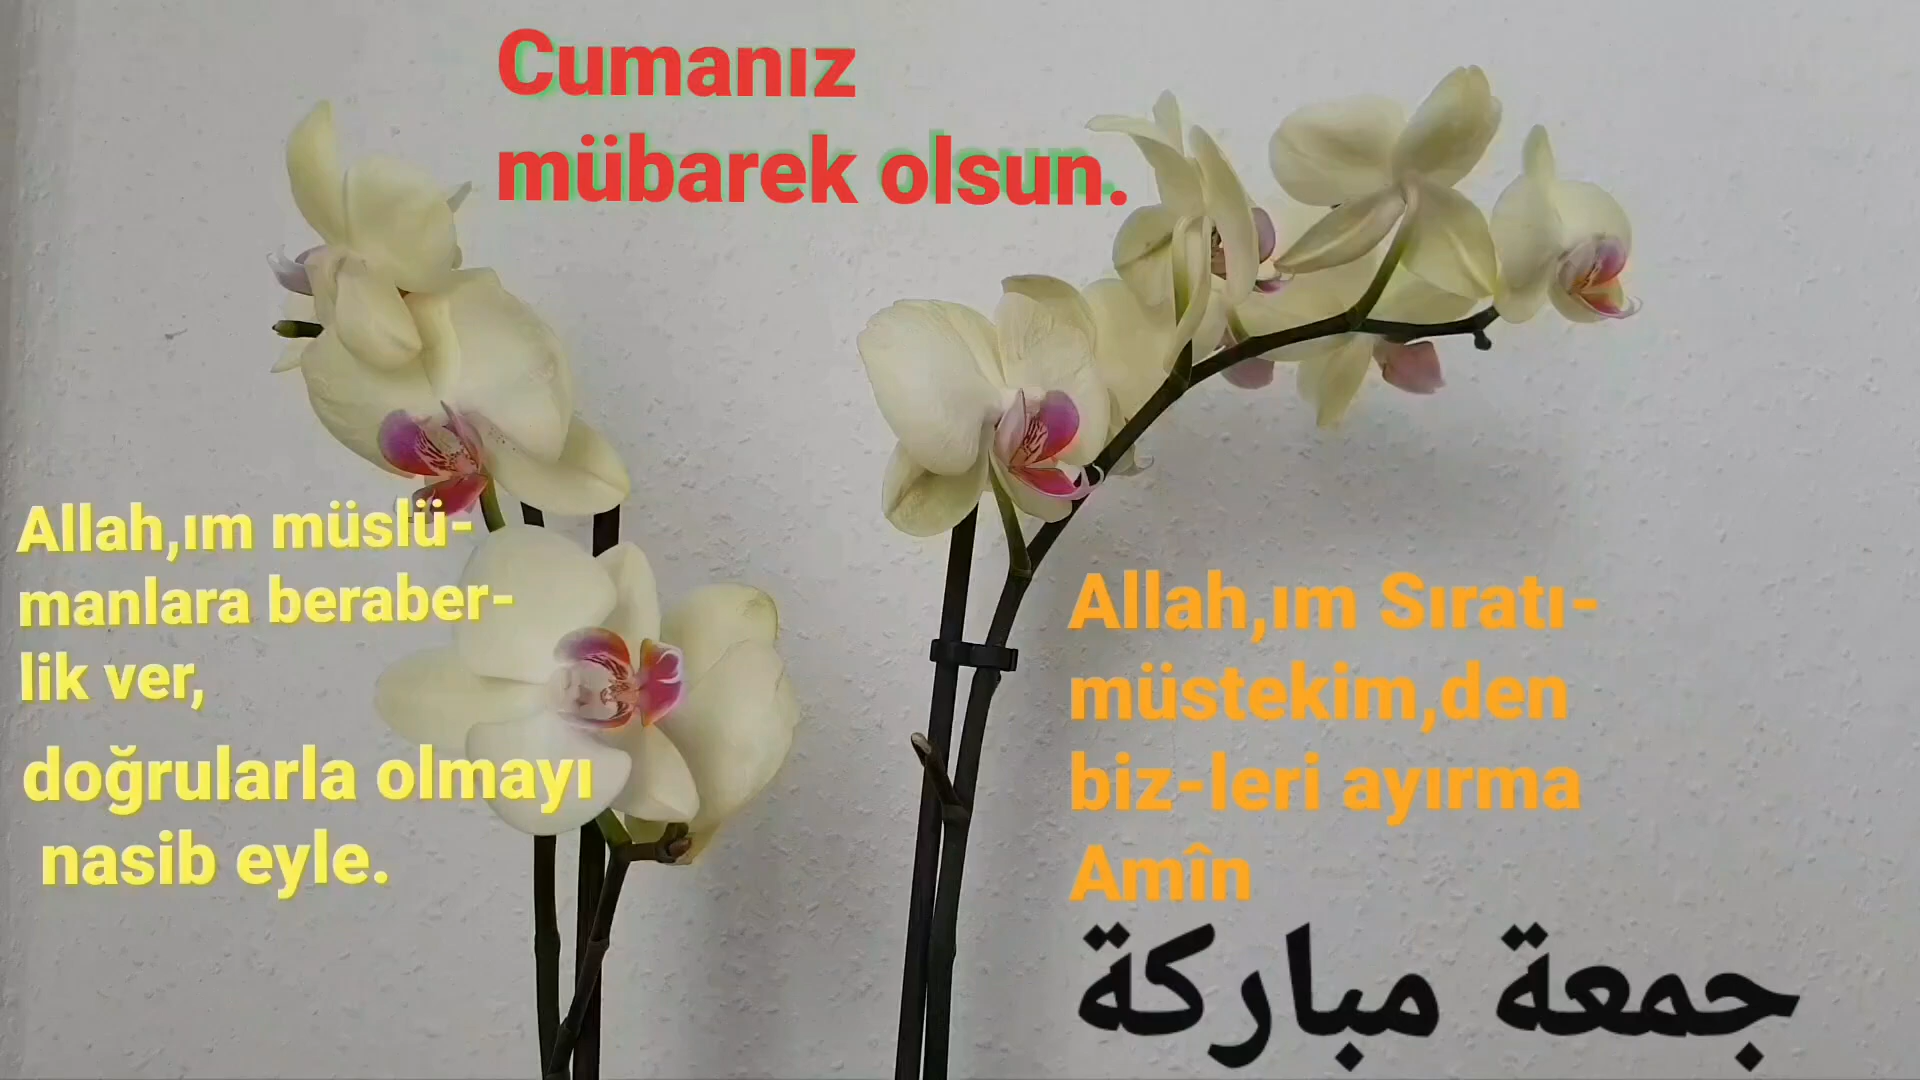 Cumanız
mübarek olsun.
Allah,ım müslü-
manlara beraber-
lik ver,
doğrularla olmayı
nasib eyle.
Allah,ım Sıratı-
müstekim,den
biz-leri ayırma
Amîn
جمعة مباركة